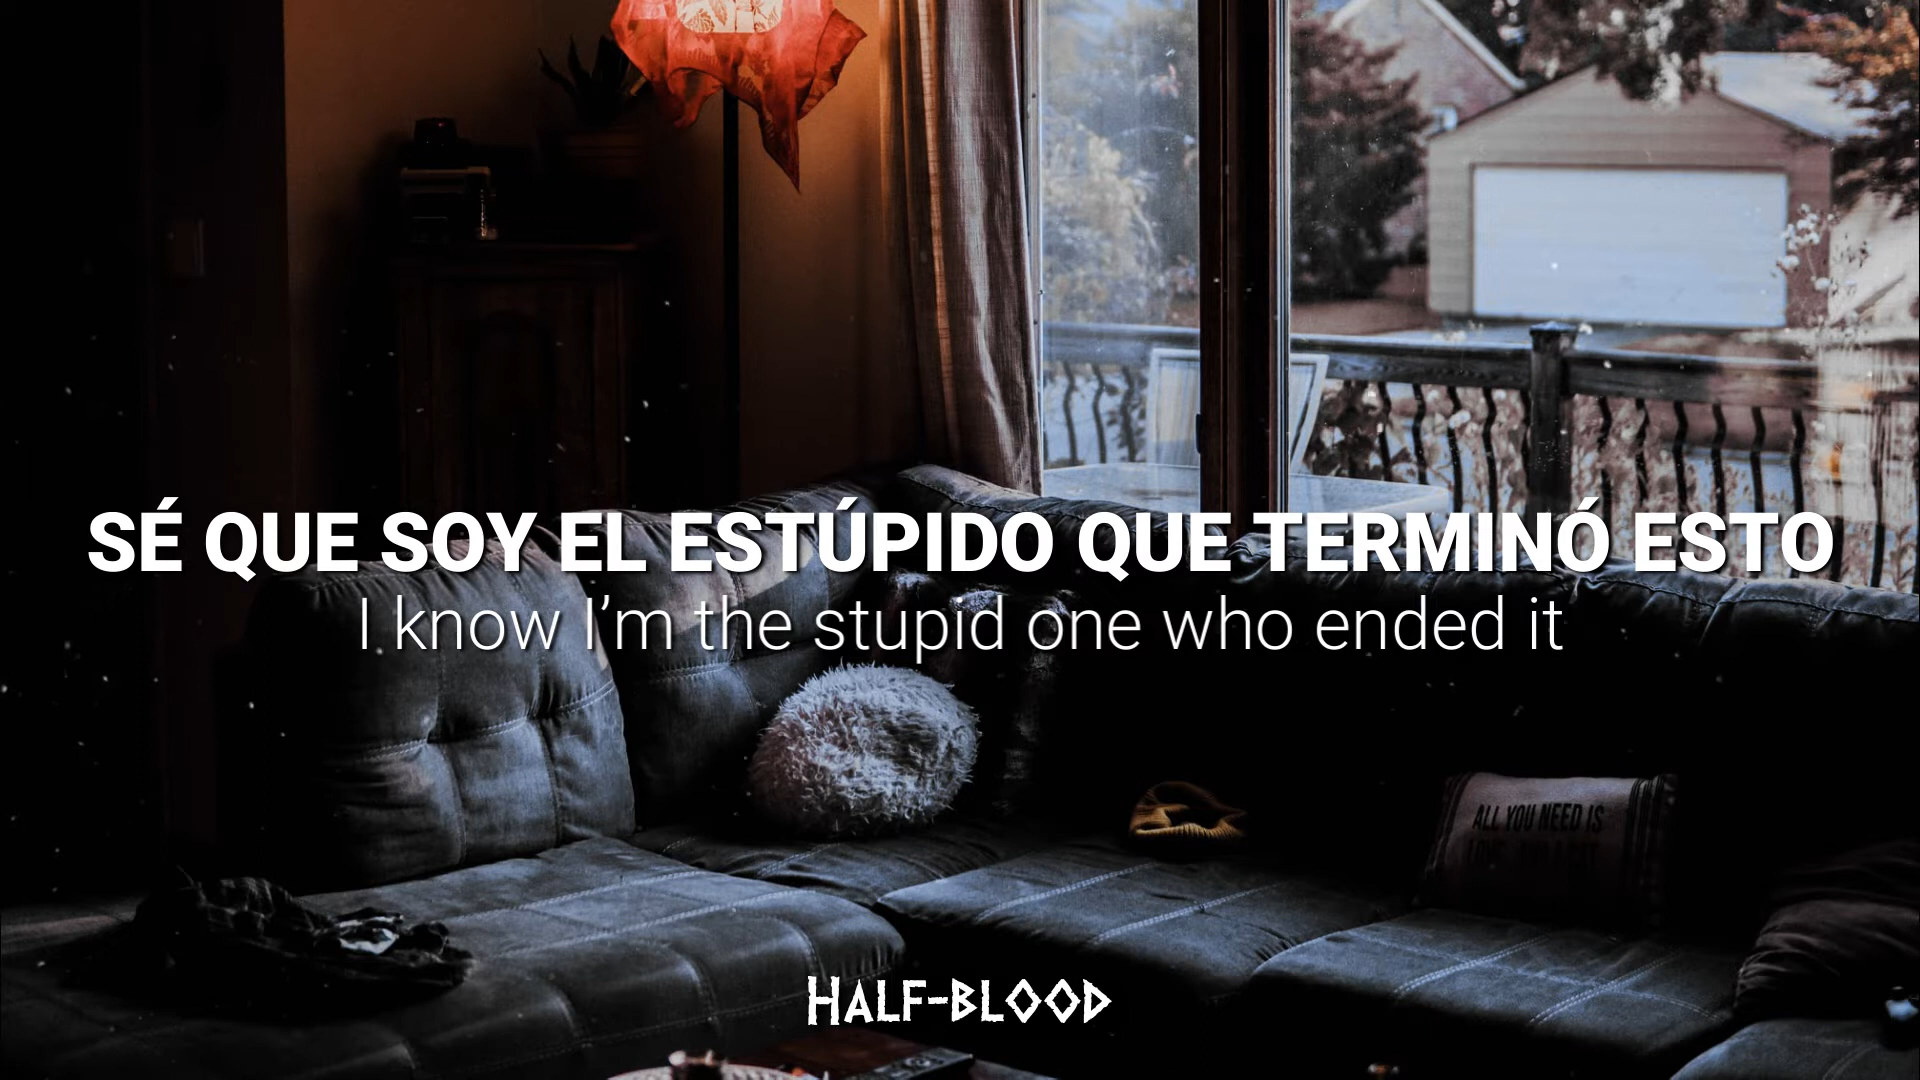 SÉ QUE SOY EL ESTÚPIDO QUE TERMINÓ ESTO
I know I’m the stupid one who ended it
ALL YOU NEED IS
HALF-BLOOD